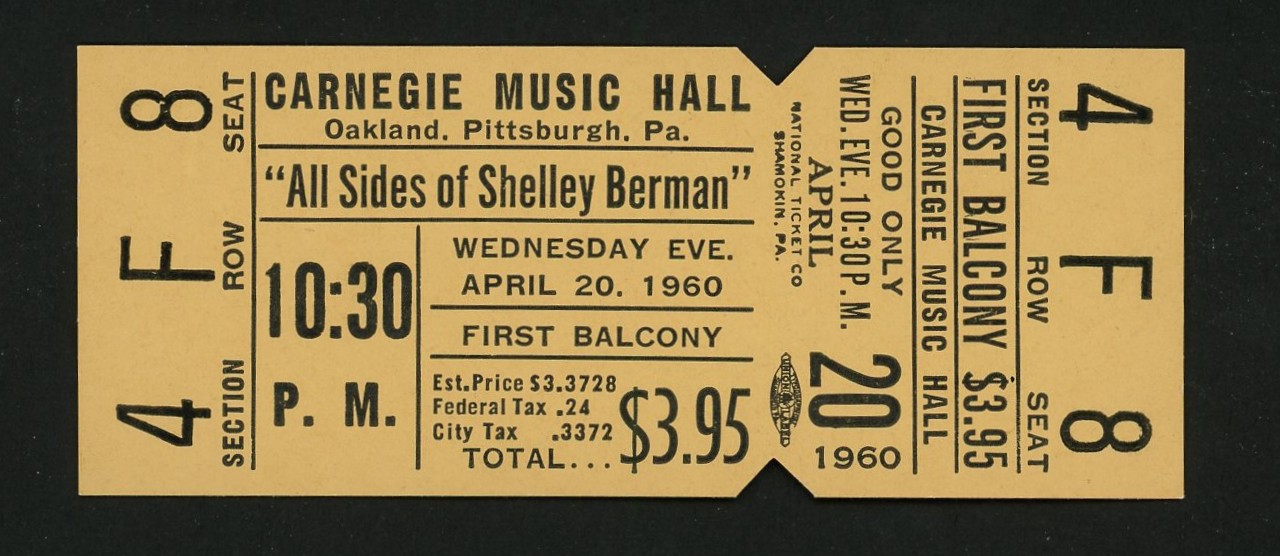 8 SEAT
F ROW
4 SECTION
CARNEGIE MUSIC HALL
Oakland. Pittsburgh. Pa.
"All Sides of Shelley Berman"
10:30
P. M.
WEDNESDAY EVE.
APRIL 20. 1960
FIRST BALCONY
Est.Price $3.3728
Federal Tax .24
City Tax .3372
TOTAL... $3.95
NATIONAL TICKET CO
SHAMOKIN, PA.
GOOD ONLY
WED. EVE. 10:30 P. M.
APRIL
20
1960
CARNEGIE MUSIC HALL
FIRST BALCONY $3.95
SECTION ROW SEAT
4 F 8